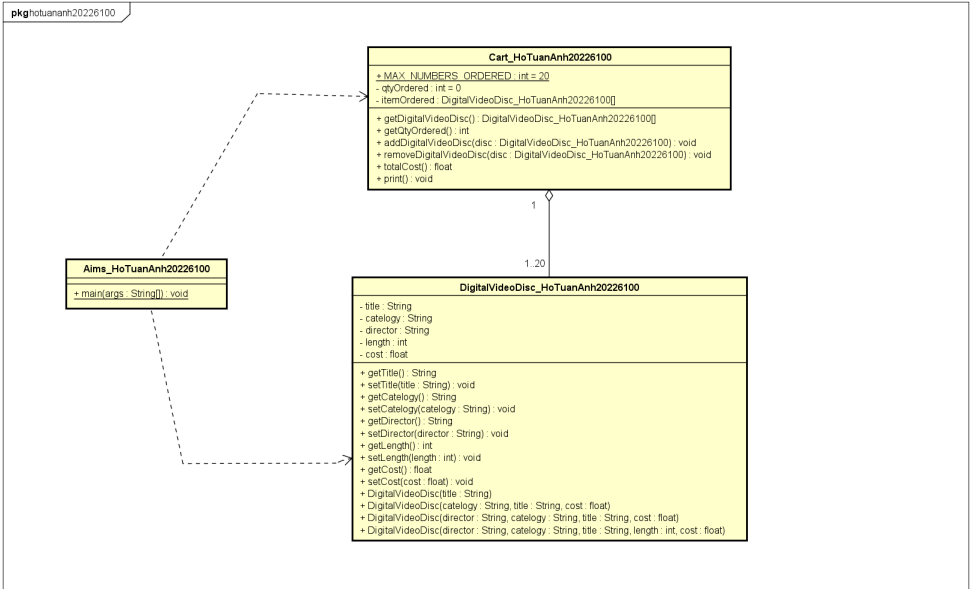 pkg hotuananh20226100
Cart_HoTuanAnh20226100
+ MAX_NUMBERS_ORDERED : int = 20
- qtyOrdered : int = 0
- itemOrdered : DigitalVideoDisc_HoTuanAnh20226100[]
+ getDigitalVideoDisc() : DigitalVideoDisc_HoTuanAnh20226100[]
+ getQtyOrdered() : int
+ addDigitalVideoDisc(disc : DigitalVideoDisc_HoTuanAnh20226100) : void
+ removeDigitalVideoDisc(disc : DigitalVideoDisc_HoTuanAnh20226100) : void
+ totalCost() : float
+ print() : void
1
1..20
Aims_HoTuanAnh20226100
+ main(args : String[]) : void
DigitalVideoDisc_HoTuanAnh20226100
- title : String
- catelogy : String
- director : String
- length : int
- cost : float
+ getTitle() : String
+ setTitle(title : String) : void
+ getCatelogy() : String
+ setCatelogy(catelogy : String) : void
+ getDirector() : String
+ setDirector(director : String) : void
+ getLength() : int
+ setLength(length : int) : void
+ getCost() : float
+ setCost(cost : float) : void
+ DigitalVideoDisc(title : String)
+ DigitalVideoDisc(catelogy : String, title : String, cost : float)
+ DigitalVideoDisc(director : String, catelogy : String, title : String, cost : float)
+ DigitalVideoDisc(director : String, catelogy : String, title : String, length : int, cost : float)